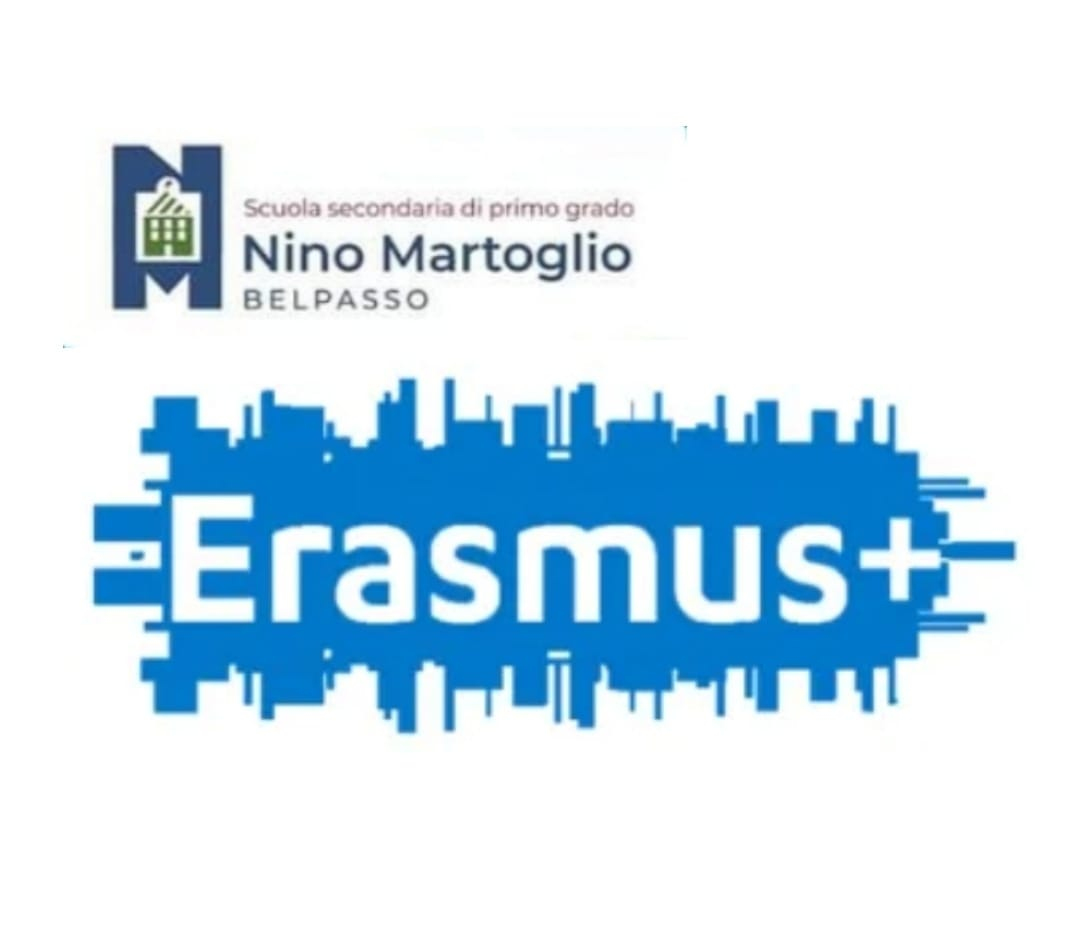 Scuola secondaria di primo grado
Nino Martoglio
BELPASSO
Erasmus+